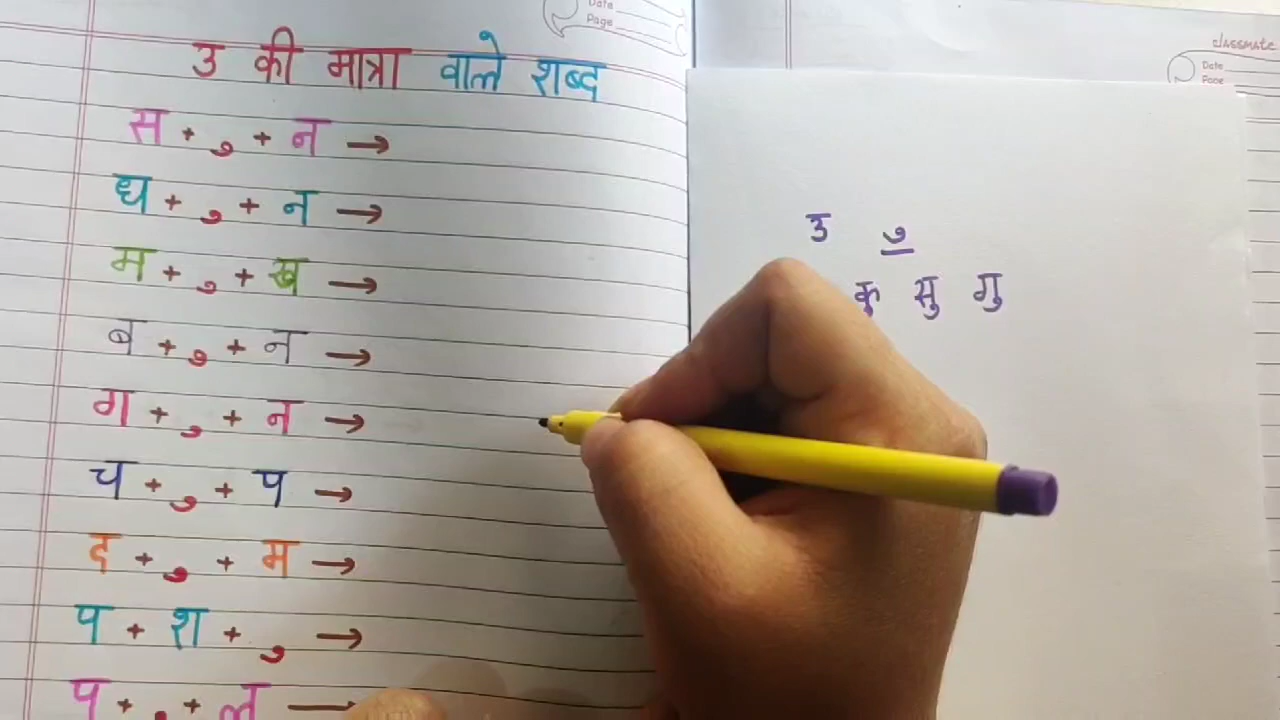 Date
Page
उ की मात्रा वाले शब्द
स + ु + न →
ध + ु + न →
म + ु + ख →
ब + ु + न →
ग + ु + न →
च + ु + प →
द + ु + म →
प + श + ु →
प + ु + ल →
classmate
Date
Page
उ ु
कु सु गु